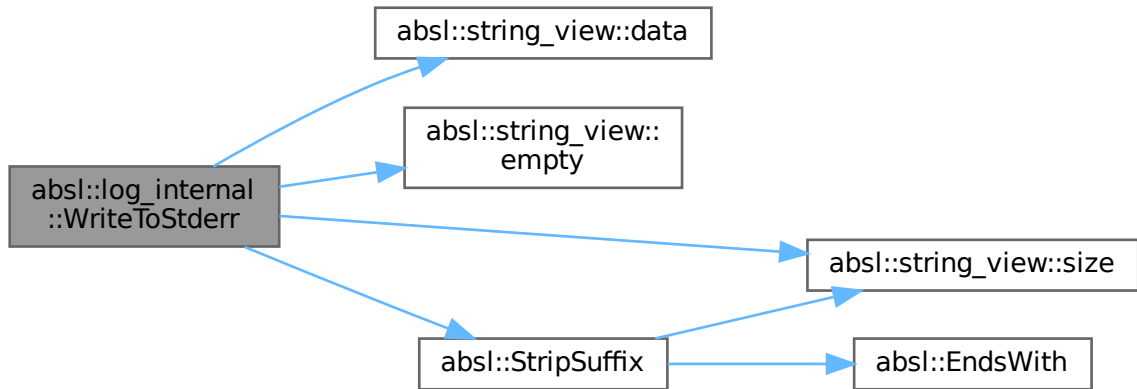 absl::string_view::data
absl::string_view::
empty
absl::log_internal
::WriteToStderr
absl::string_view::size
absl::StripSuffix
absl::EndsWith